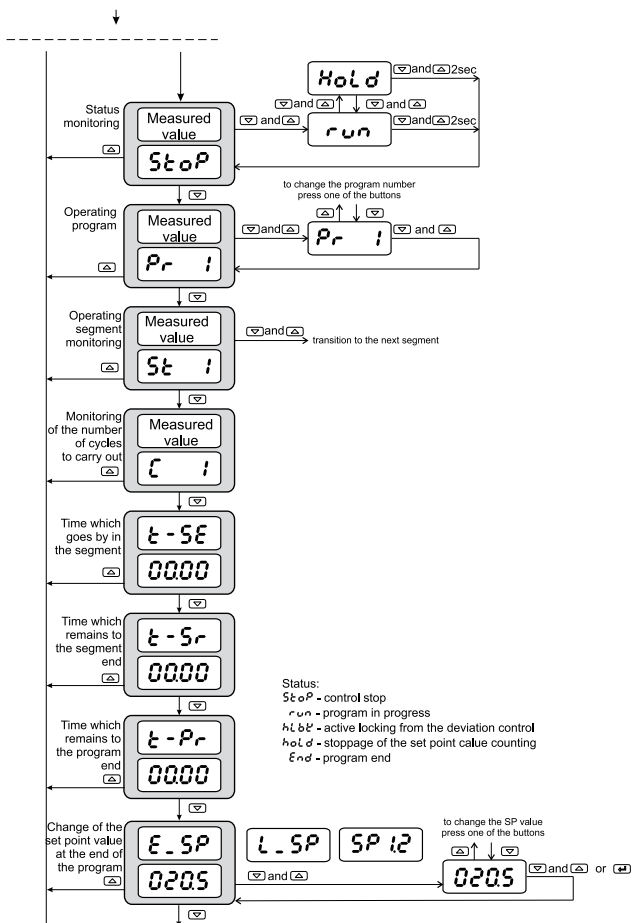 Status
monitoring
Measured
value
StoP
▽ and △
HoLd
▽ and △ 2sec
▽ and △
▽ and △
run
▽ and △ 2sec
△
▽
Operating
program
Measured
value
Pr 1
▽ and △
to change the program number
press one of the buttons
△
▽
Pr 1
▽ and △
△
▽
Operating
segment
monitoring
Measured
value
St 1
▽ and △
transition to the next segment
△
▽
Monitoring
of the number
of cycles
to carry out
Measured
value
C 1
△
▽
Time which
goes by in
the segment
t-SE
00.00
△
▽
Time which
remains to
the segment
end
t-Sr
00.00
△
▽
Time which
remains to
the program
end
t-Pr
00.00
△
▽
Status:
StoP - control stop
run - program in progress
hLbY - active locking from the deviation control
hoLd - stoppage of the set point calue counting
End - program end
Change of the
set point value
at the end of
the program
E_SP
020.5
L_SP
SP1.2
▽ and △
to change the SP value
press one of the buttons
△
▽
020.5
▽ and △ or ↵
△
▽